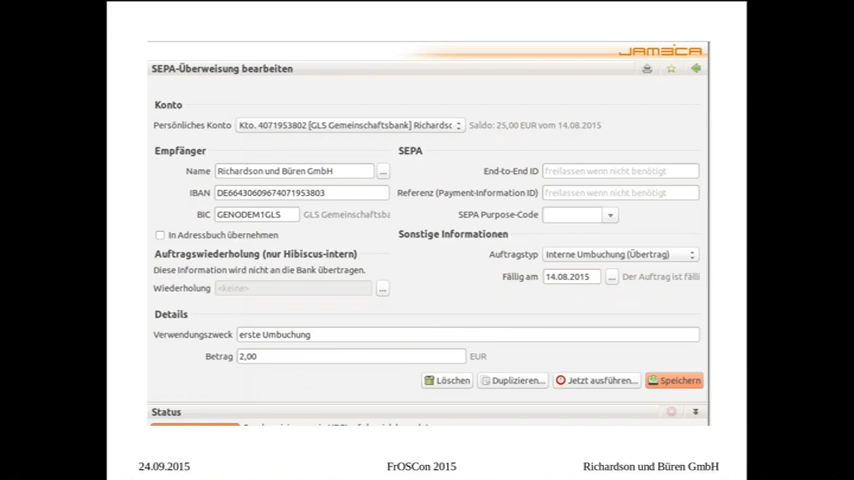 JAMECA
SEPA-Überweisung bearbeiten
Konto
Persönliches Konto Kto. 4071953802 [GLS Gemeinschaftsbank] Richardsc Saldo: 25,00 EUR vom 14.08.2015
Empfänger SEPA
Name Richardson und Büren GmbH ... End-to-End ID freilassen wenn nicht benötigt
IBAN DE66430609674071953803 Referenz (Payment-Information ID) freilassen wenn nicht benötigt
BIC GENODEM1GLS GLS Gemeinschaftsba SEPA Purpose-Code
In Adressbuch übernehmen Sonstige Informationen
Auftragswiederholung (nur Hibiscus-intern) Auftragstyp Interne Umbuchung (Übertrag)
Diese Information wird nicht an die Bank übertragen. Fällig am 14.08.2015 ... Der Auftrag ist fälli
Wiederholung <keine> ...
Details
Verwendungszweck erste Umbuchung
Betrag 2,00 EUR
Löschen Duplizieren... Jetzt ausführen... Speichern
Status
24.09.2015 FrOSCon 2015 Richardson und Büren GmbH